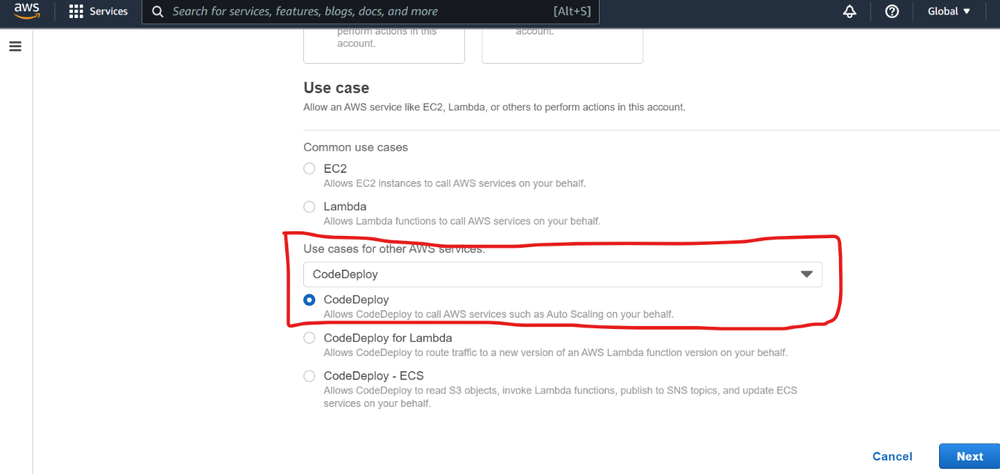 aws
Services
Search for services, features, blogs, docs, and more
[Alt+S]
Global
perform actions in this
account.
account.
Use case
Allow an AWS service like EC2, Lambda, or others to perform actions in this account.
Common use cases
EC2
Allows EC2 instances to call AWS services on your behalf.
Lambda
Allows Lambda functions to call AWS services on your behalf.
Use cases for other AWS services:
CodeDeploy
CodeDeploy
Allows CodeDeploy to call AWS services such as Auto Scaling on your behalf.
CodeDeploy for Lambda
Allows CodeDeploy to route traffic to a new version of an AWS Lambda function version on your behalf.
CodeDeploy - ECS
Allows CodeDeploy to read S3 objects, invoke Lambda functions, publish to SNS topics, and update ECS
services on your behalf.
Cancel
Next